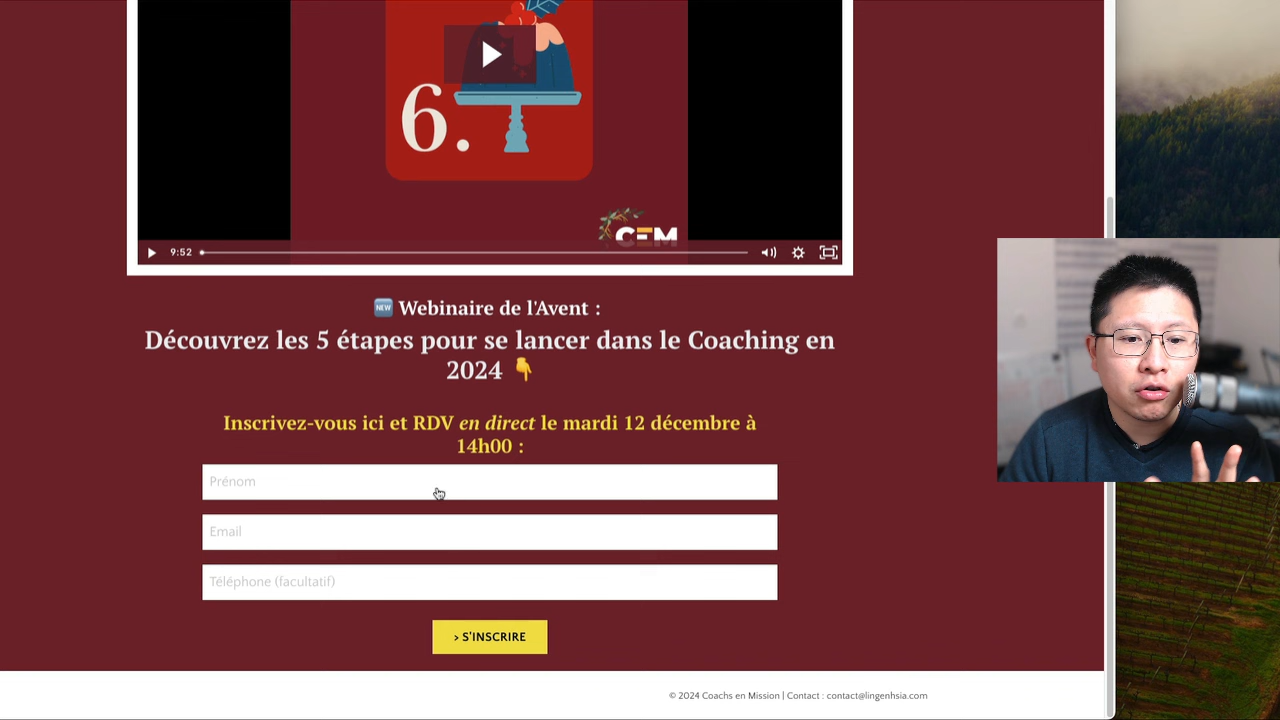 6.
CEM
9:52
🆕 Webinaire de l'Avent :
Découvrez les 5 étapes pour se lancer dans le Coaching en
2024 👇
Inscrivez-vous ici et RDV en direct le mardi 12 décembre à
14h00 :
Prénom
Email
Téléphone (facultatif)
> S'INSCRIRE
© 2024 Coachs en Mission | Contact : contact@lingenhsia.com